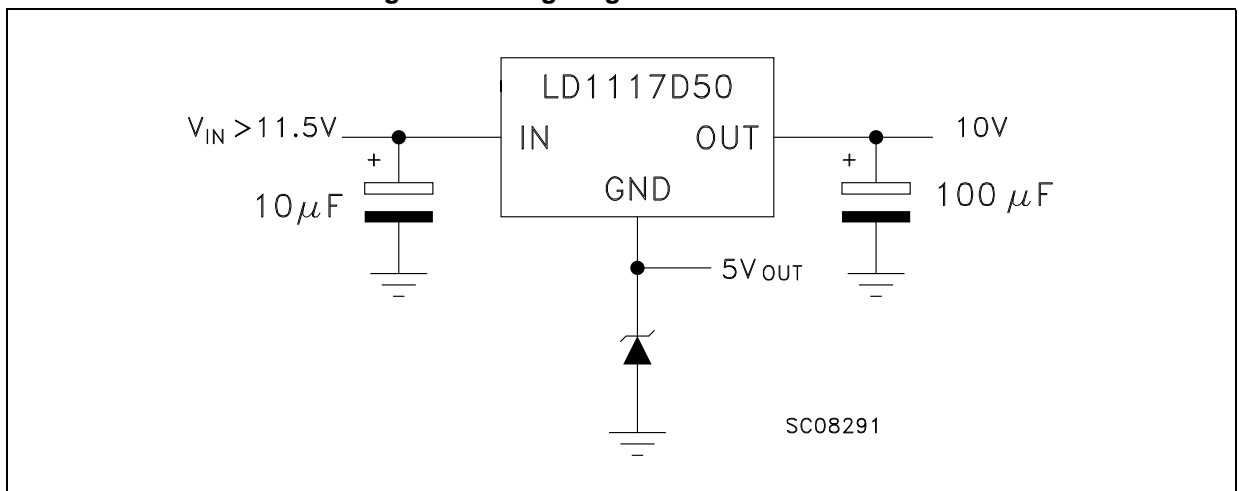 LD1117D50
V_IN >11.5V
IN
OUT
10V
+
+
GND
10μF
100 μF
5V_OUT
SC08291